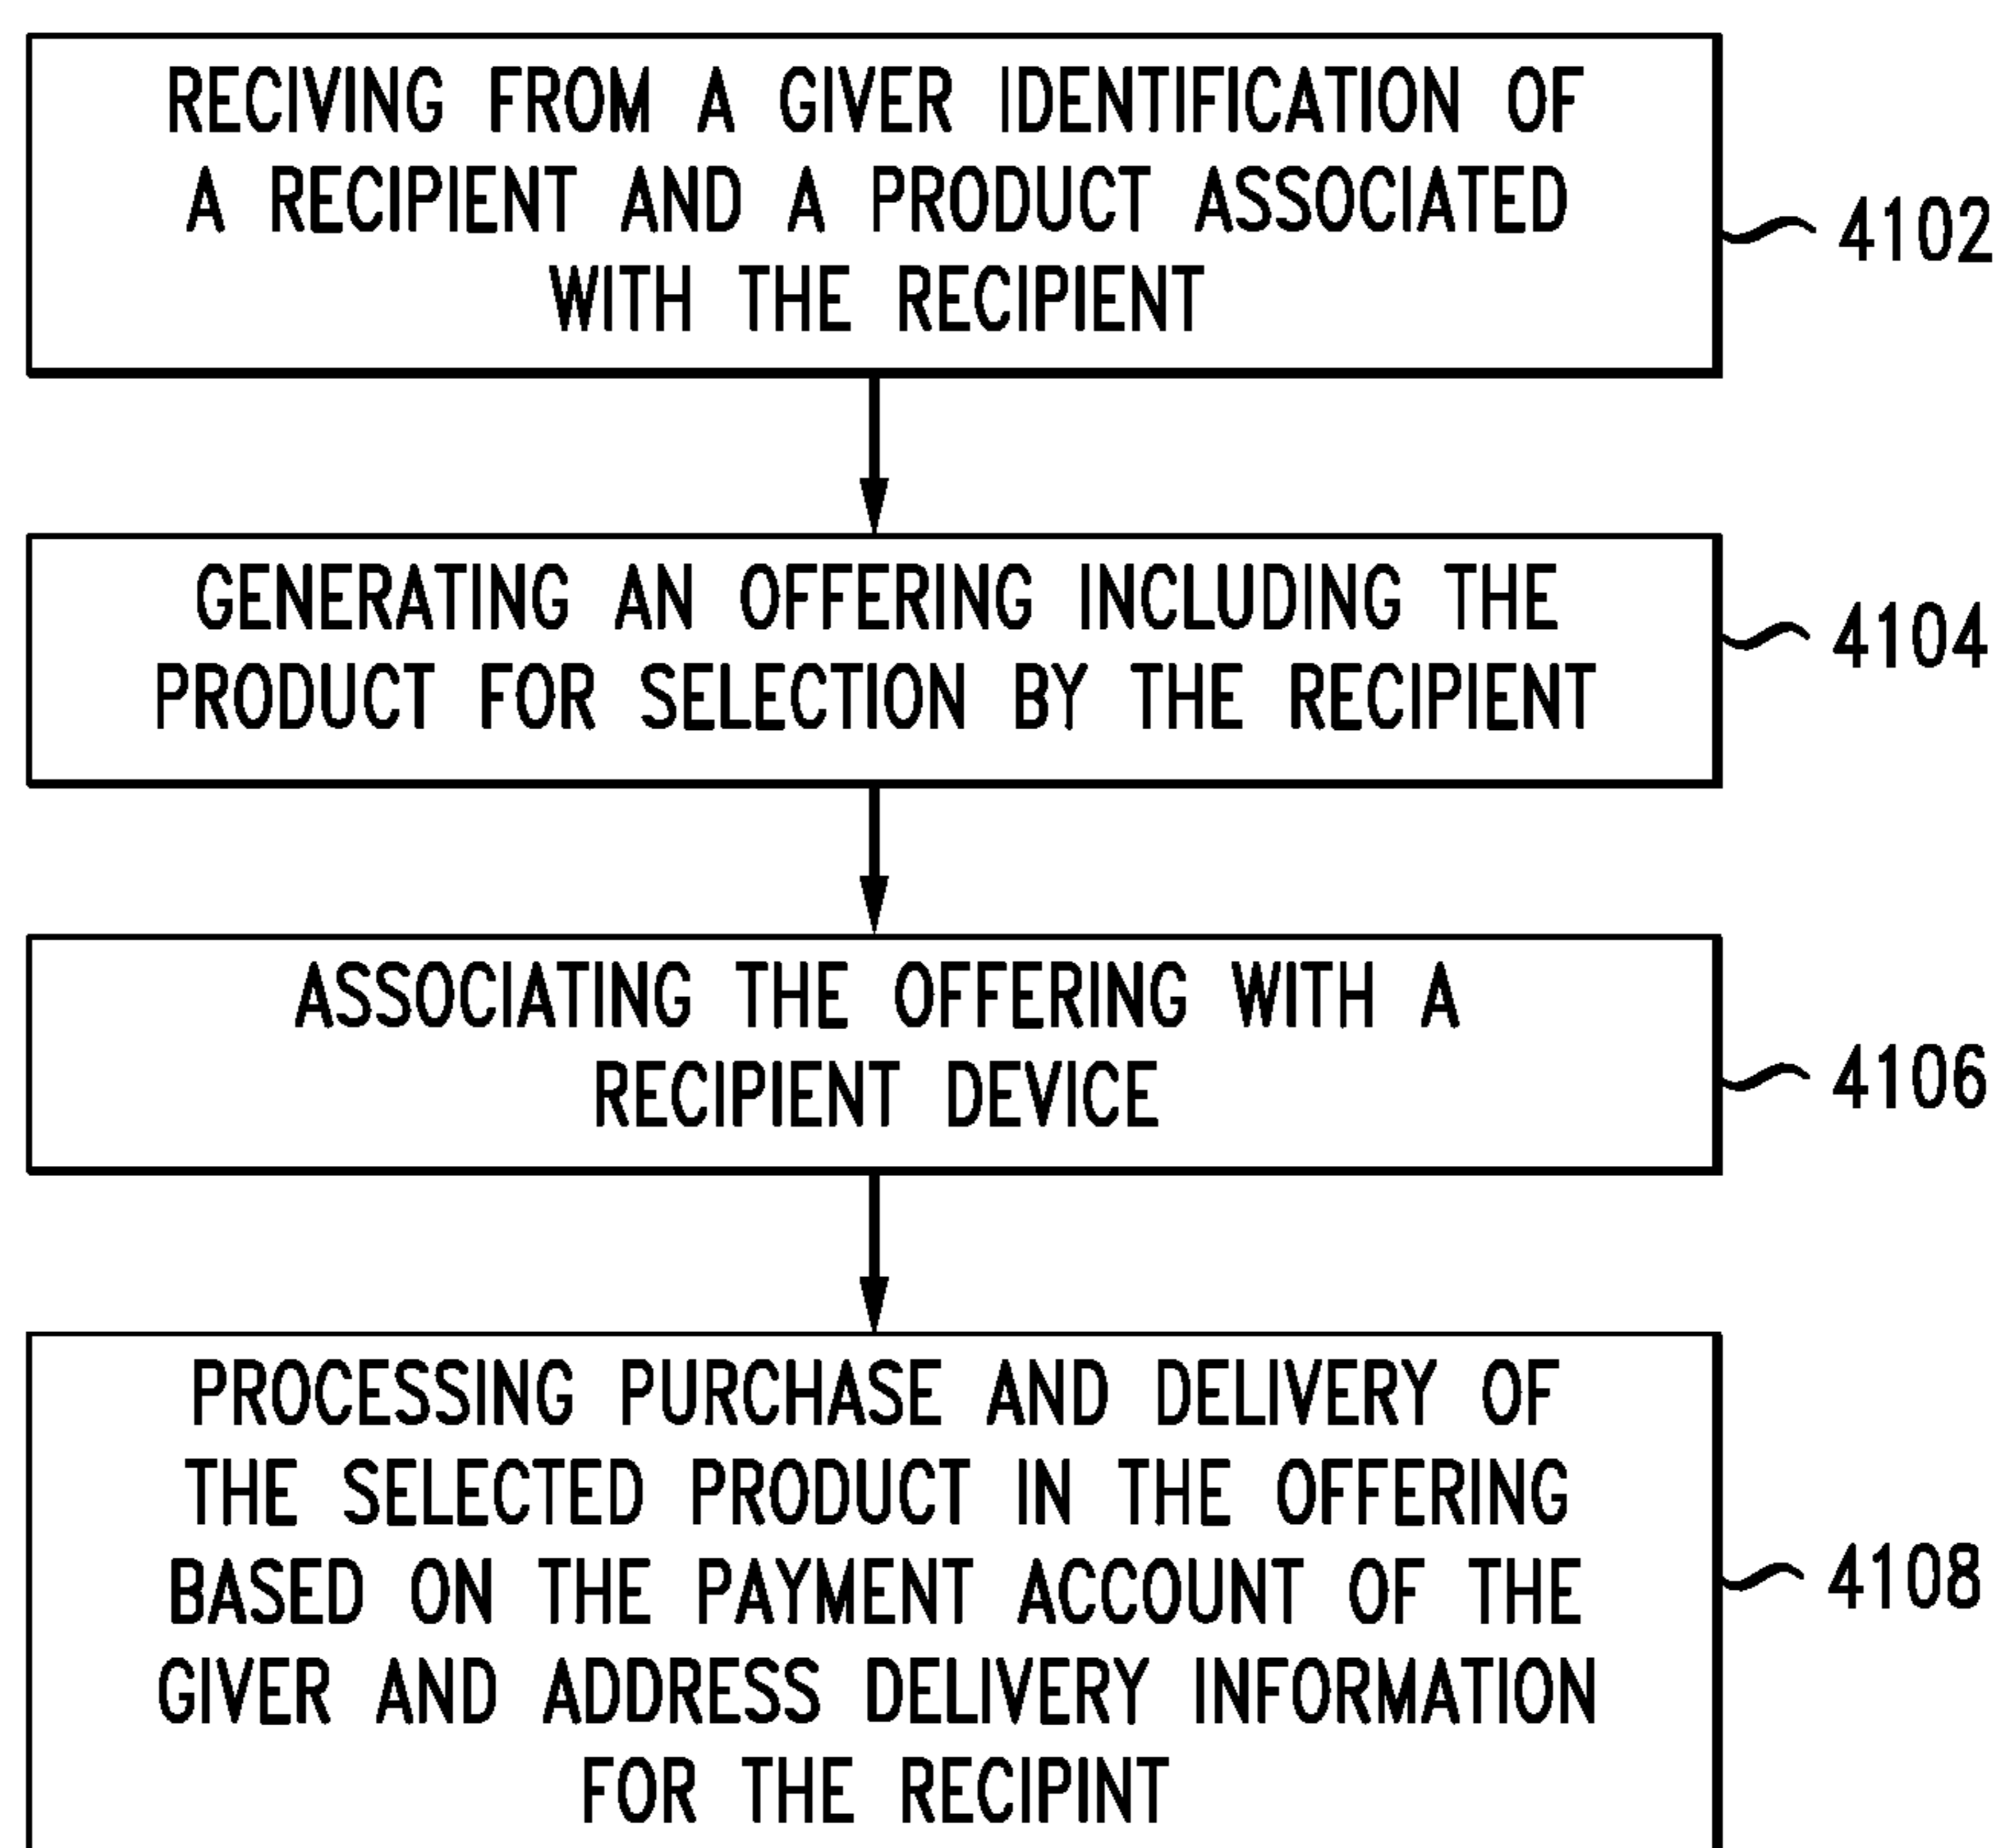 RECIVING FROM A GIVER IDENTIFICATION OF
A RECIPIENT AND A PRODUCT ASSOCIATED
WITH THE RECIPIENT
4102
GENERATING AN OFFERING INCLUDING THE
PRODUCT FOR SELECTION BY THE RECIPIENT
4104
ASSOCIATING THE OFFERING WITH A
RECIPIENT DEVICE
4106
PROCESSING PURCHASE AND DELIVERY OF
THE SELECTED PRODUCT IN THE OFFERING
BASED ON THE PAYMENT ACCOUNT OF THE
GIVER AND ADDRESS DELIVERY INFORMATION
FOR THE RECIPINT
4108